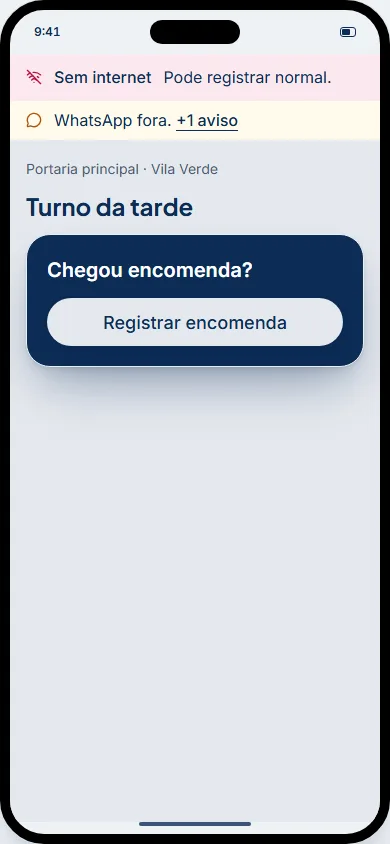 9:41
Sem internet Pode registrar normal.
WhatsApp fora. +1 aviso
Portaria principal · Vila Verde
Turno da tarde
Chegou encomenda?
Registrar encomenda